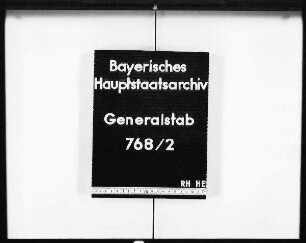 Bayerisches
Hauptstaatsarchiv
Generalstab
768/2
RH HE